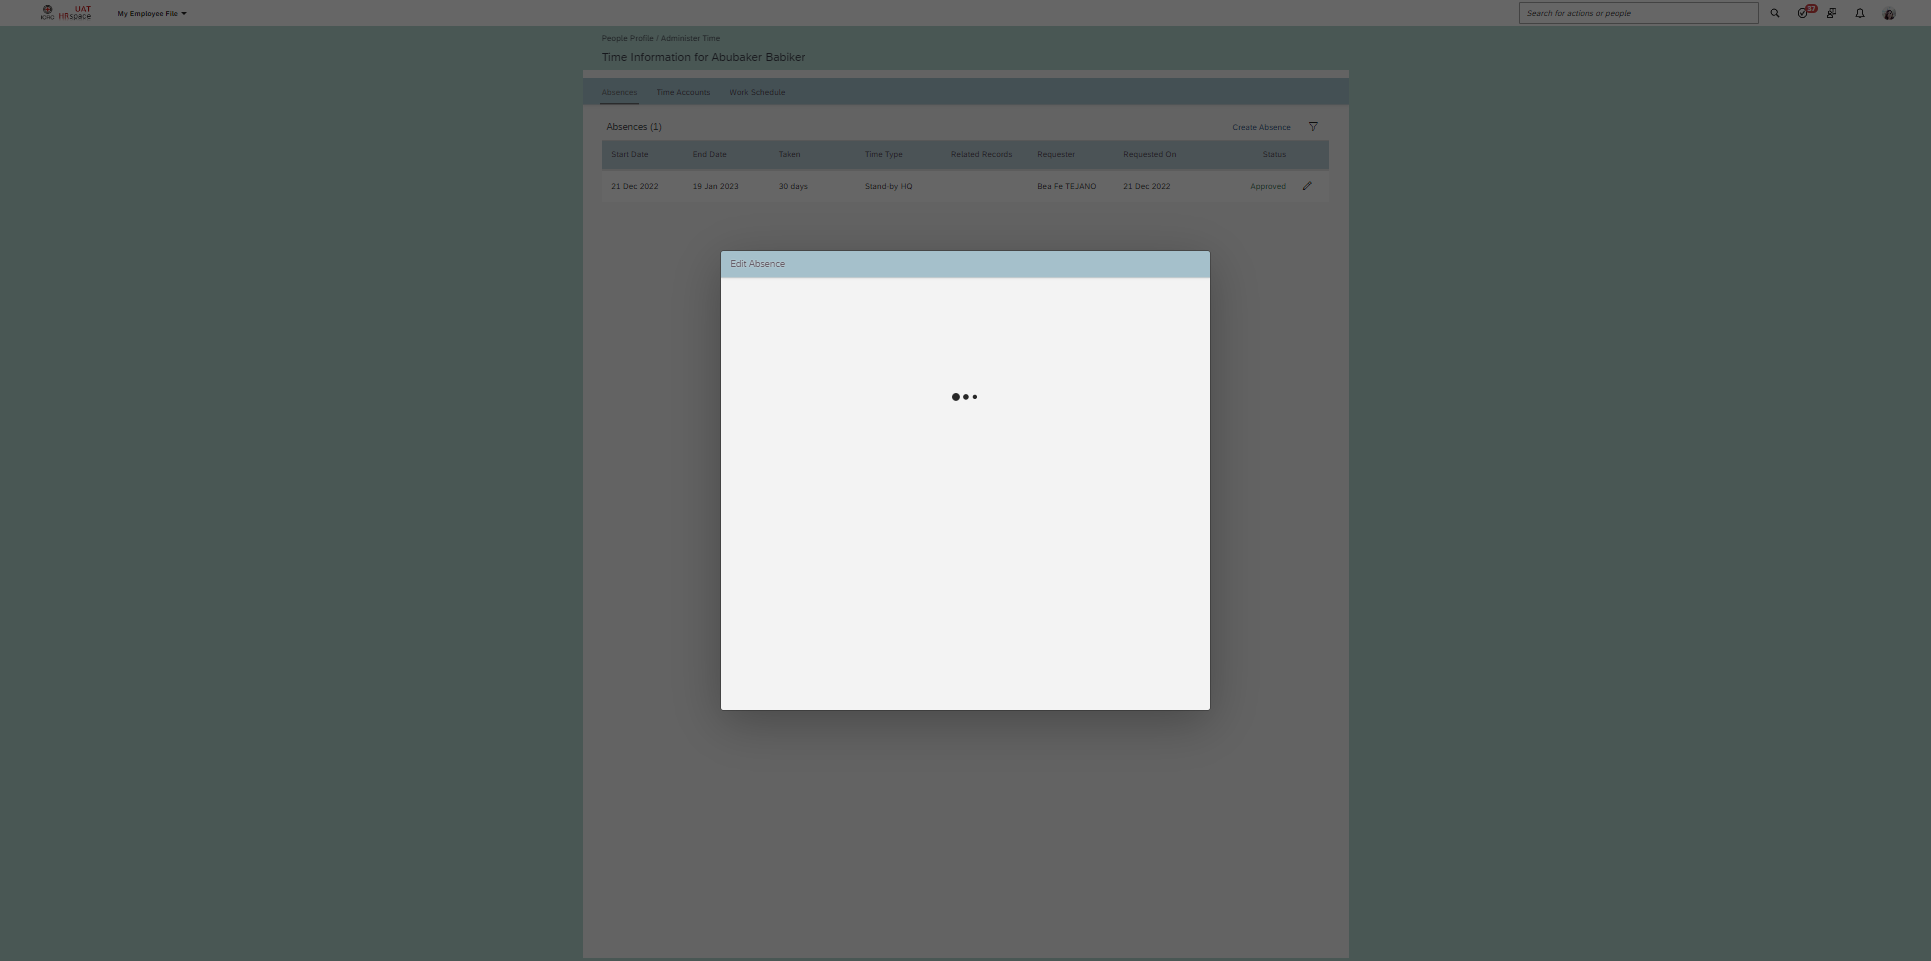 ICRC UAT HRspace My Employee File Search for actions or people 37
People Profile / Administer Time
Time Information for Abubaker Babiker
Absences Time Accounts Work Schedule
Absences (1) Create Absence
Start Date End Date Taken Time Type Related Records Requester Requested On Status
21 Dec 2022 19 Jan 2023 30 days Stand-by HQ Bea Fe TEJANO 21 Dec 2022 Approved
Edit Absence